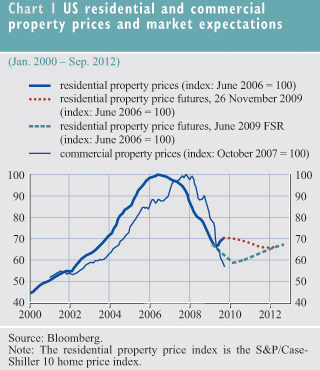 Chart 1 US residential and commercial
property prices and market expectations
(Jan. 2000 – Sep. 2012)
residential property prices (index: June 2006 = 100)
residential property price futures, 26 November 2009
(index: June 2006 = 100)
residential property price futures, June 2009 FSR
(index: June 2006 = 100)
commercial property prices (index: October 2007 = 100)
100 100
90 90
80 80
70 70
60 60
50 50
40 40
2000 2002 2004 2006 2008 2010 2012
Source: Bloomberg.
Note: The residential property price index is the S&P/Case-
Shiller 10 home price index.